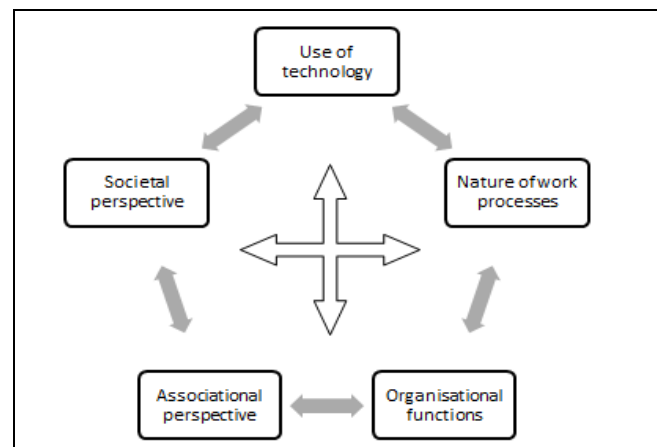 Use of
technology
Societal
perspective
Nature of work
processes
Associational
perspective
Organisational
functions